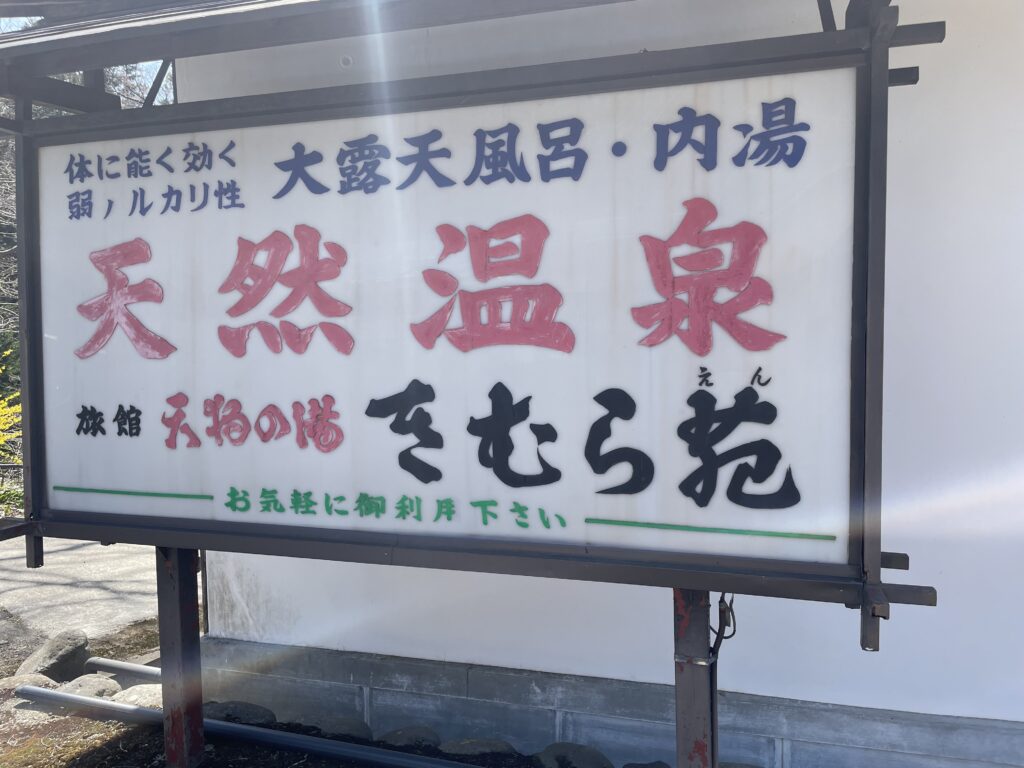 体に能く効く
弱ノルカリ性
大露天風呂・内湯
天然温泉
えん
旅館 天狗の湯 きむら苑
お気軽に御利用下さい